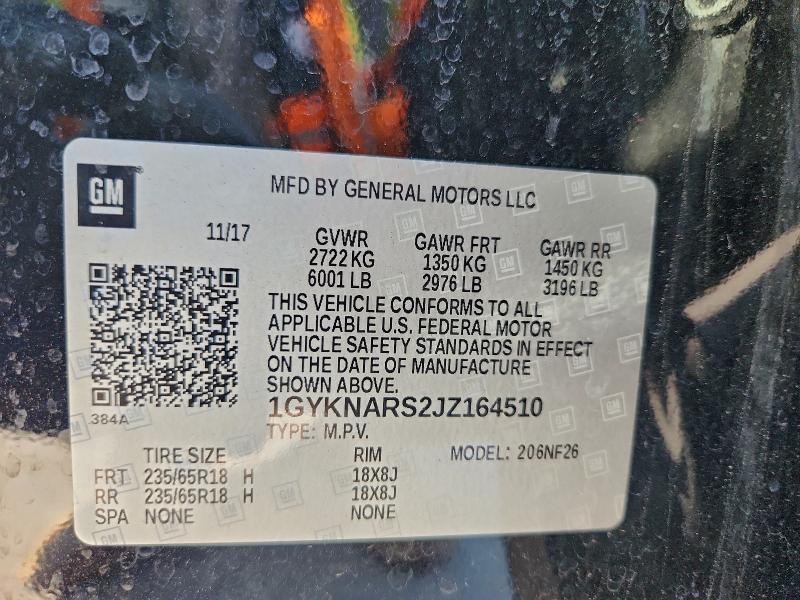 GM
MFD BY GENERAL MOTORS LLC
11/17
GVWR
2722 KG
6001 LB
GAWR FRT
1350 KG
2976 LB
GAWR RR
1450 KG
3196 LB
THIS VEHICLE CONFORMS TO ALL
APPLICABLE U.S. FEDERAL MOTOR
VEHICLE SAFETY STANDARDS IN EFFECT
ON THE DATE OF MANUFACTURE
SHOWN ABOVE.
384A
1GYKNARS2JZ164510
TYPE: M.P.V.
TIRE SIZE RIM MODEL: 206NF26
FRT 235/65R18 H 18X8J
RR 235/65R18 H 18X8J
SPA NONE NONE